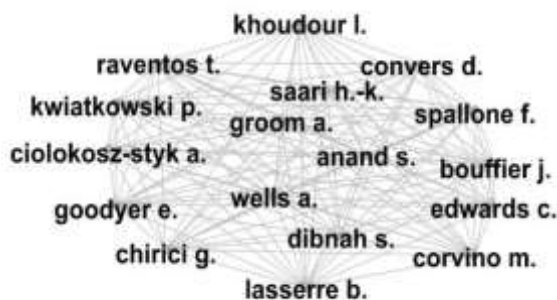 khoudour l.
raventos t.
convers d.
saari h.-k.
kwiatkowski p.
spallone f.
groom a.
ciolokosz-styk a.
anand s.
bouffier j.
wells a.
goodyer e.
edwards c.
dibnah s.
chirici g.
corvino m.
lasserre b.